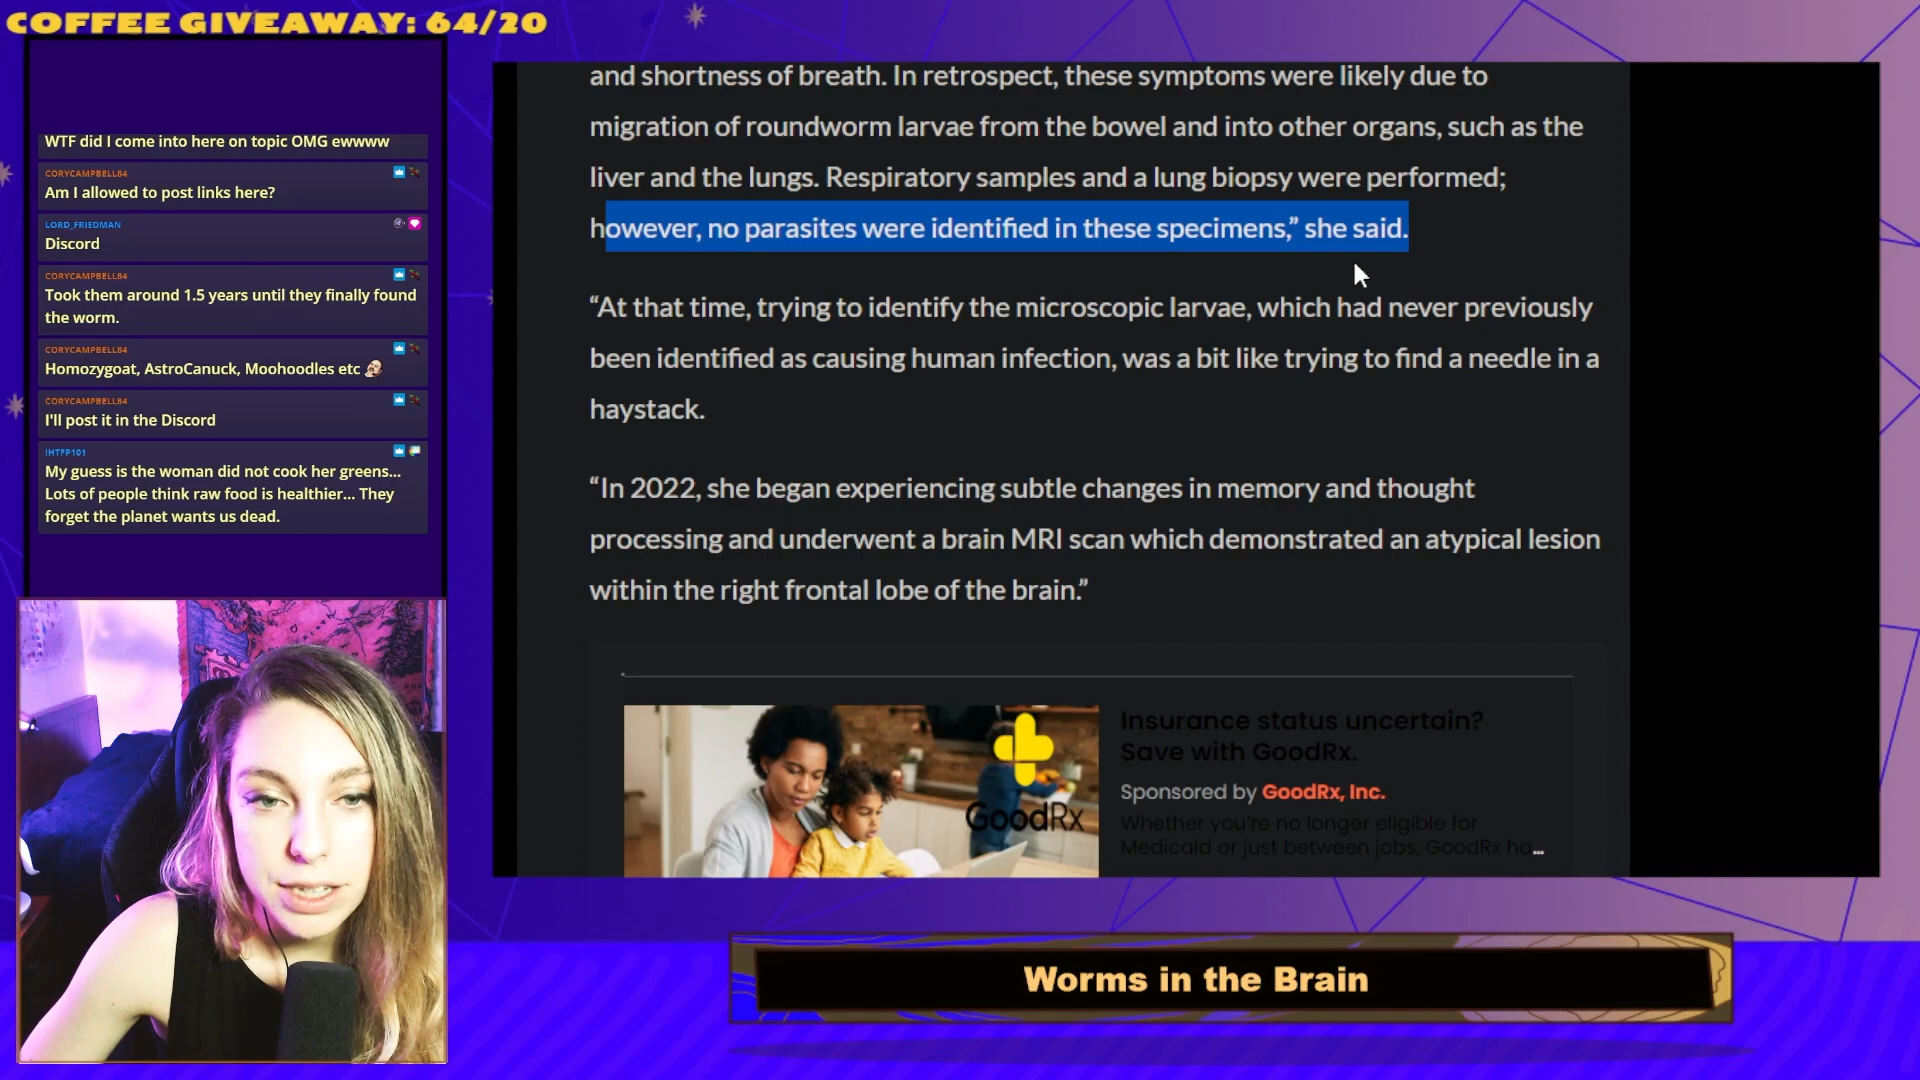 COFFEE GIVEAWAY: 64/20
WTF did I come into here on topic OMG ewwww
CORYCAMPBELL84
Am I allowed to post links here?
LORD_FRIEDMAN
Discord
CORYCAMPBELL84
Took them around 1.5 years until they finally found
the worm.
CORYCAMPBELL84
Homozygoat, AstroCanuck, Moohoodles etc
CORYCAMPBELL84
I'll post it in the Discord
IHTFP101
My guess is the woman did not cook her greens...
Lots of people think raw food is healthier... They
forget the planet wants us dead.
and shortness of breath. In retrospect, these symptoms were likely due to
migration of roundworm larvae from the bowel and into other organs, such as the
liver and the lungs. Respiratory samples and a lung biopsy were performed;
however, no parasites were identified in these specimens,” she said.
“At that time, trying to identify the microscopic larvae, which had never previously
been identified as causing human infection, was a bit like trying to find a needle in a
haystack.
“In 2022, she began experiencing subtle changes in memory and thought
processing and underwent a brain MRI scan which demonstrated an atypical lesion
within the right frontal lobe of the brain.”
GoodRx
Insurance status uncertain?
Save with GoodRx.
Sponsored by GoodRx, Inc.
Whether you're no longer eligible for
Medicaid or just between jobs, GoodRx ha...
Worms in the Brain